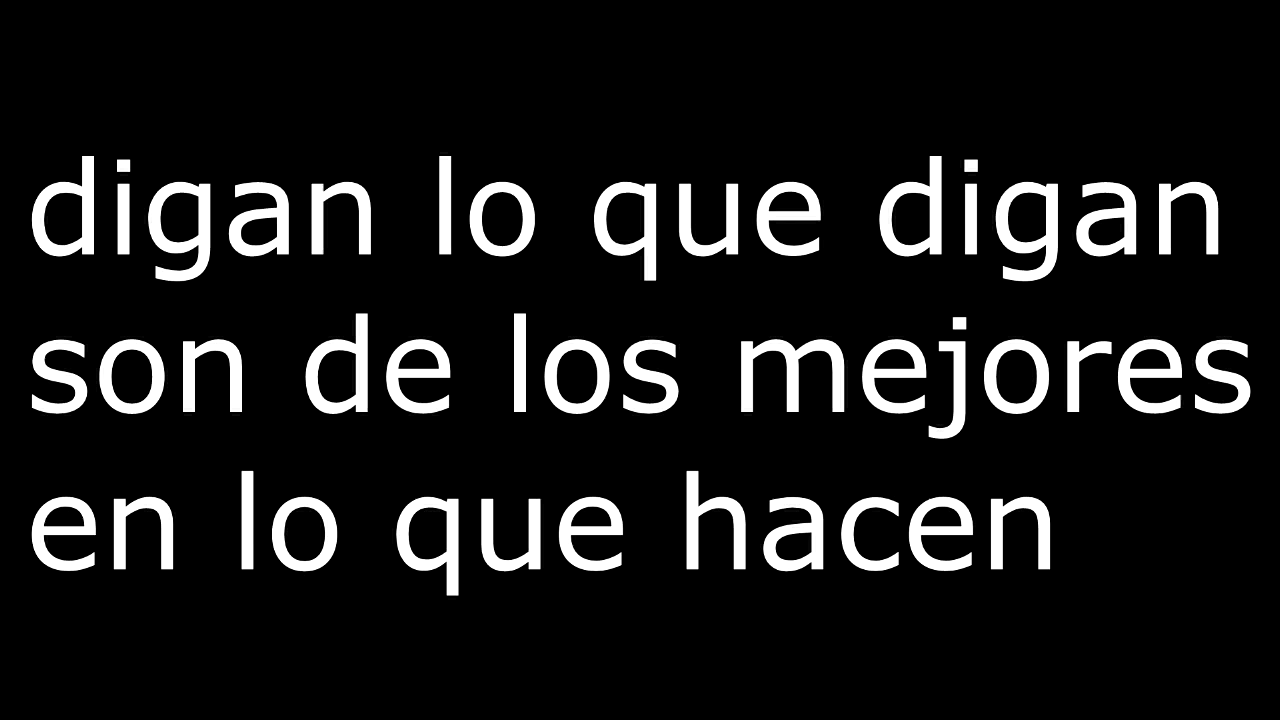 digan lo que digan
son de los mejores
en lo que hacen